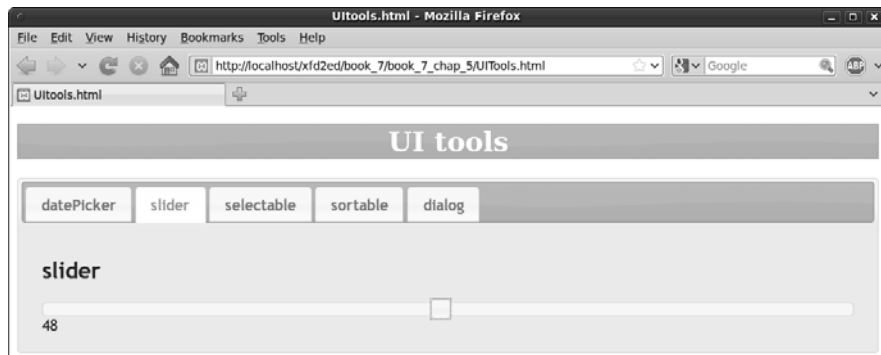 UItools.html - Mozilla Firefox
File Edit View History Bookmarks Tools Help
http://localhost/xfd2ed/book_7/book_7_chap_5/UITools.html Google ABP
UItools.html
UI tools
datePicker slider selectable sortable dialog
slider
48